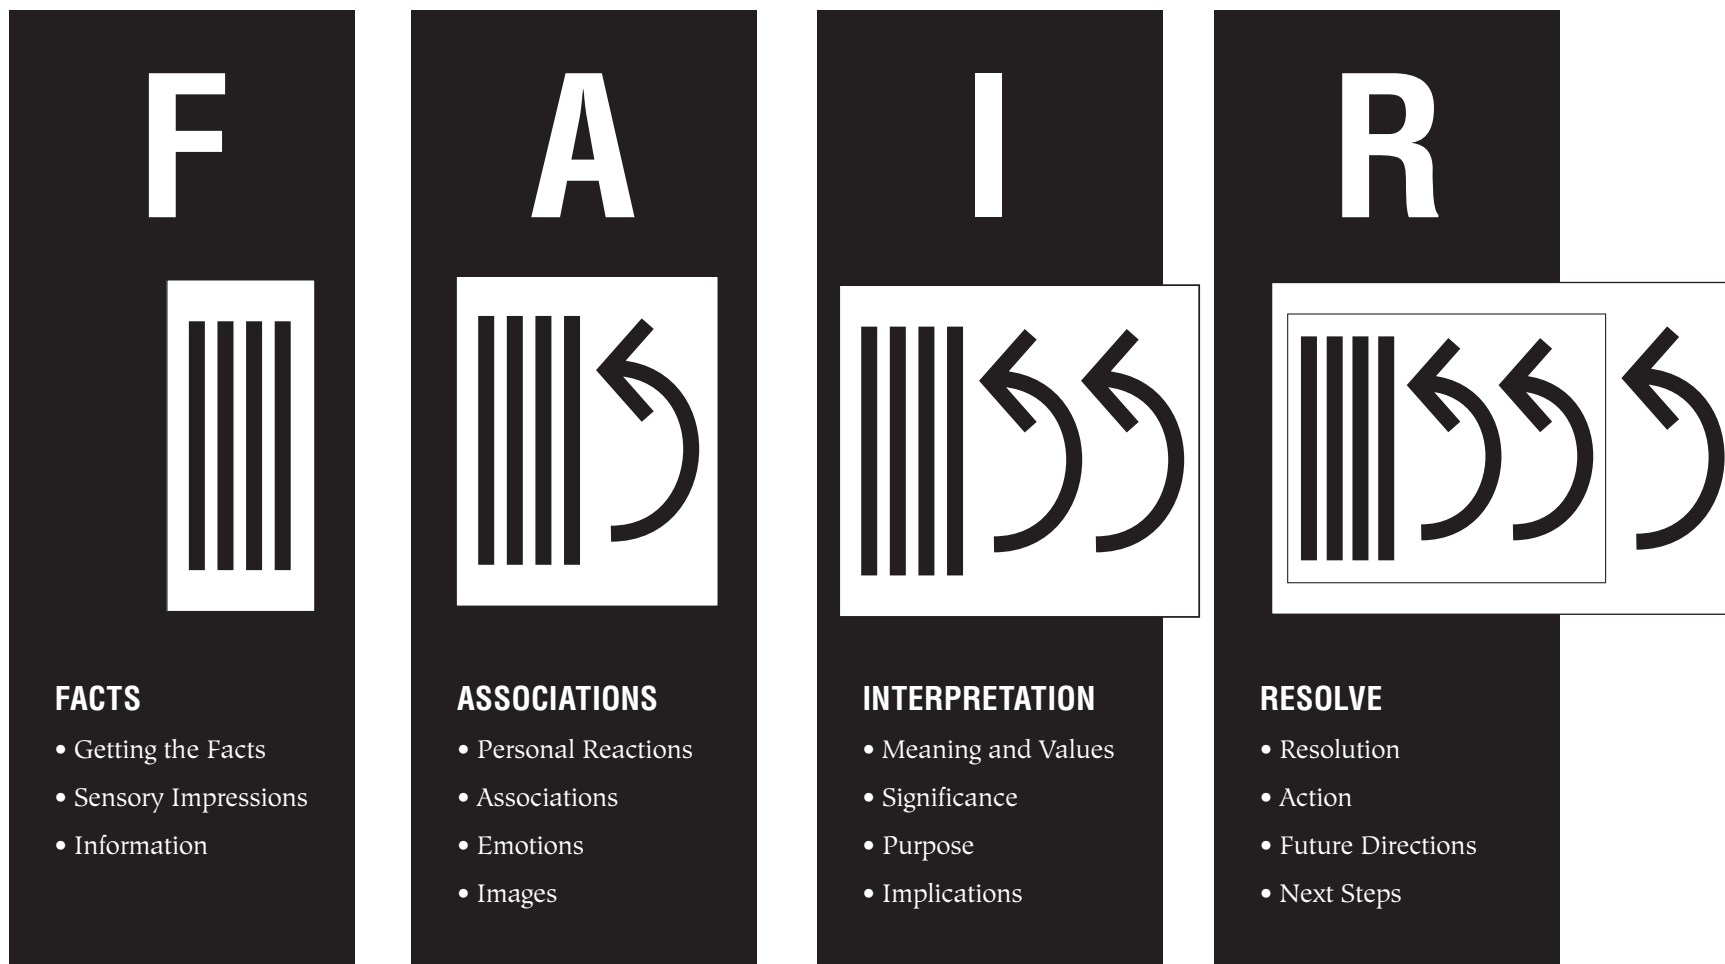 F
A
I
R
FACTS
• Getting the Facts
• Sensory Impressions
• Information
ASSOCIATIONS
• Personal Reactions
• Associations
• Emotions
• Images
INTERPRETATION
• Meaning and Values
• Significance
• Purpose
• Implications
RESOLVE
• Resolution
• Action
• Future Directions
• Next Steps